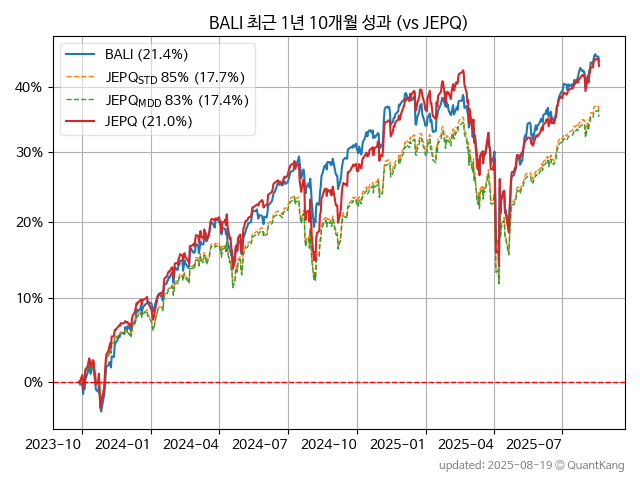 BALI 최근 1년 10개월 성과 (vs JEPQ)
BALI (21.4%)
JEPQSTD 85% (17.7%)
JEPQMDD 83% (17.4%)
JEPQ (21.0%)
40%
30%
20%
10%
0%
2023-10 2024-01 2024-04 2024-07 2024-10 2025-01 2025-04 2025-07
updated: 2025-08-19 © QuantKang